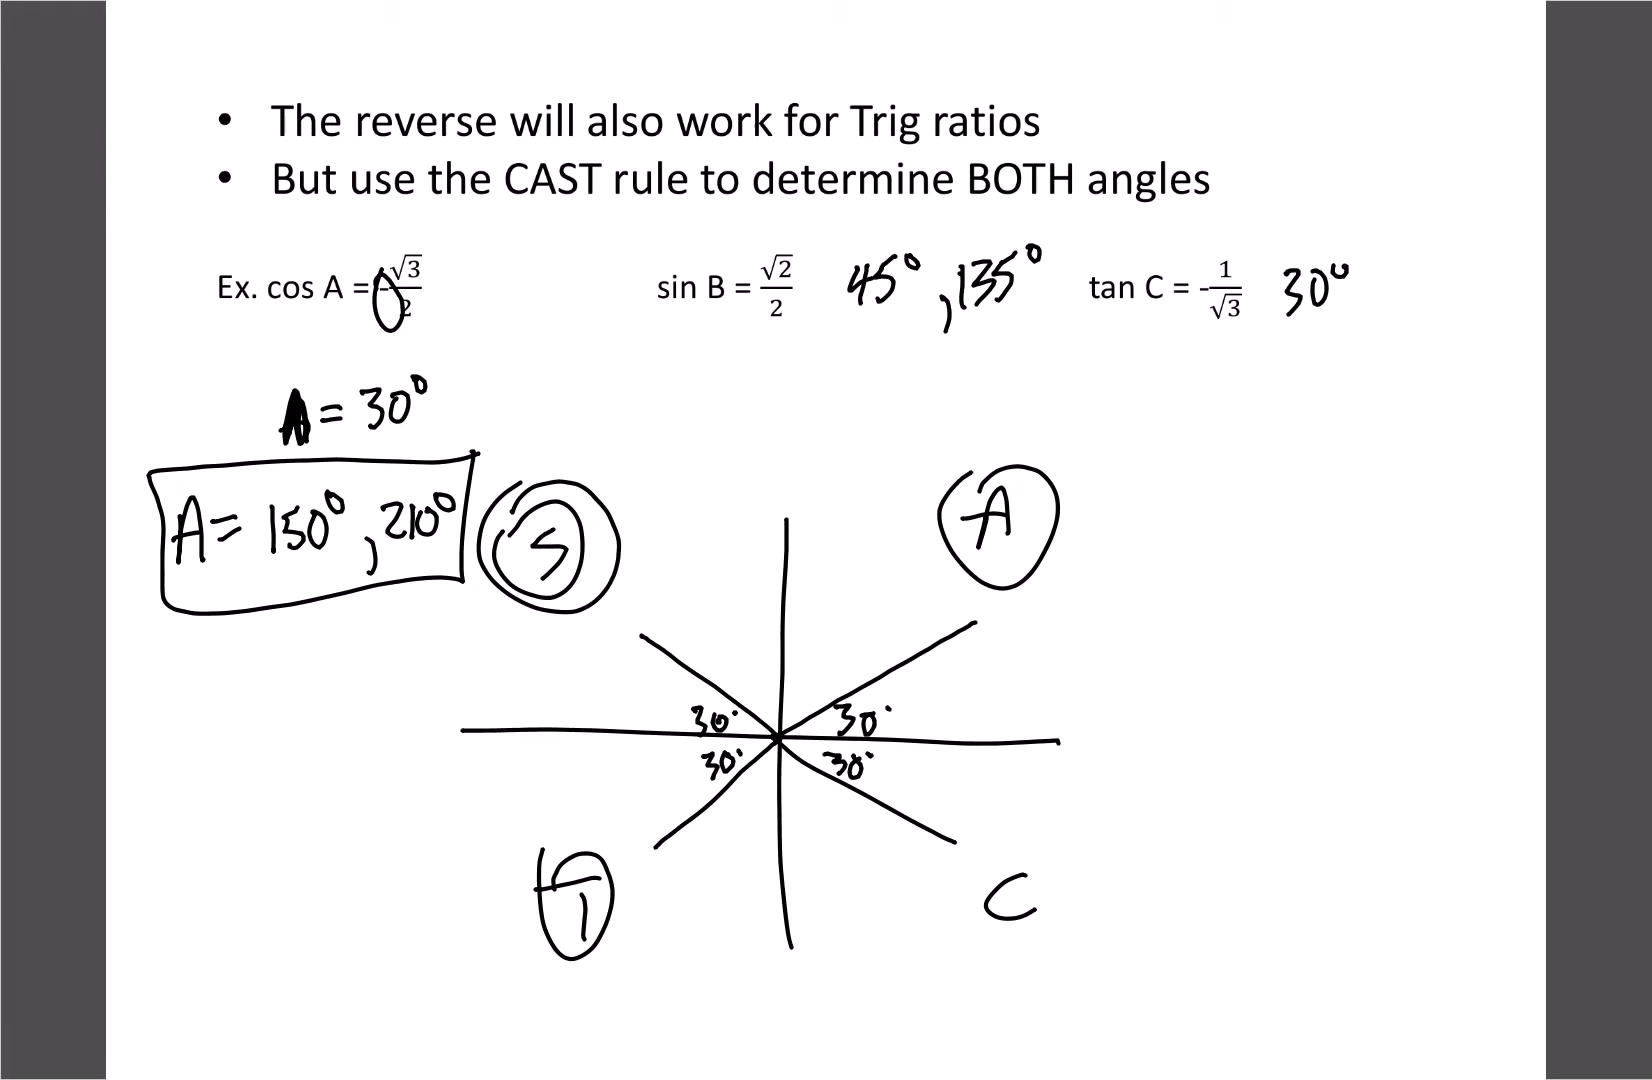 • The reverse will also work for Trig ratios
• But use the CAST rule to determine BOTH angles
Ex. cos A = -√3/2 sin B = √2/2 45°, 135° tan C = -1/√3 30°
A = 30°
A = 150°, 210°
S A
30° 30°
30° 30°
T C